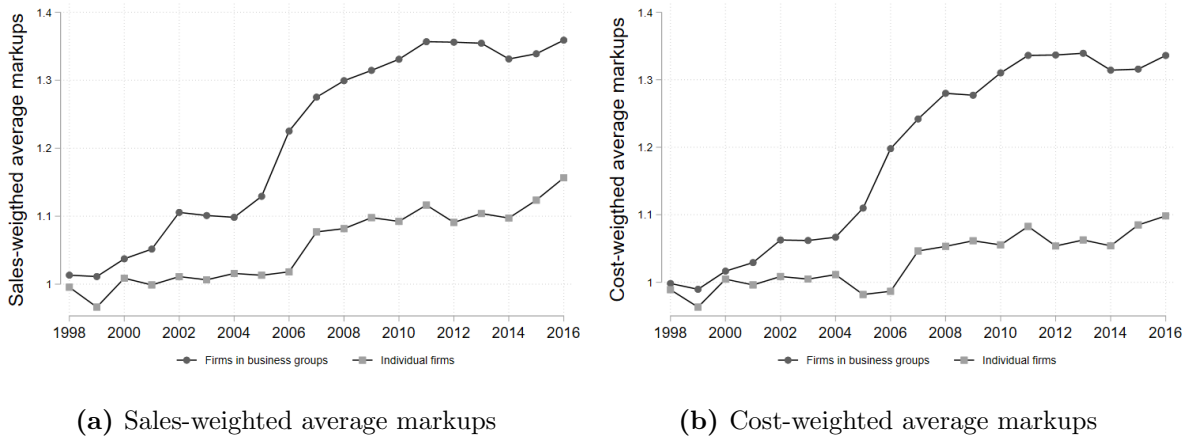 Sales-weigthed average markups
1.4
1.3
1.2
1.1
1
1998 2000 2002 2004 2006 2008 2010 2012 2014 2016
Firms in business groups Individual firms
(a) Sales-weighted average markups
Cost-weigthed average markups
1.4
1.3
1.2
1.1
1
1998 2000 2002 2004 2006 2008 2010 2012 2014 2016
Firms in business groups Individual firms
(b) Cost-weighted average markups